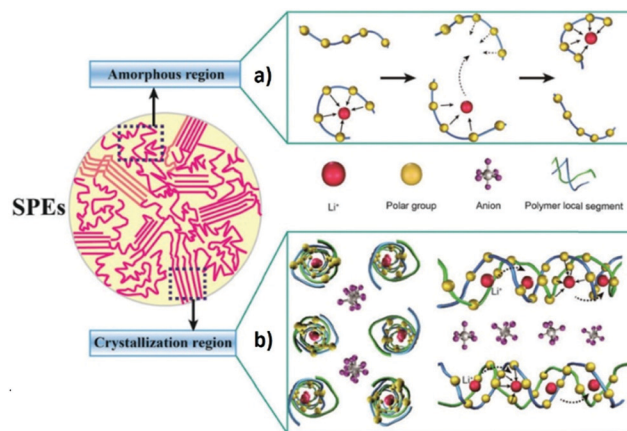 Amorphous region
a)
SPEs
Li⁺
Polar group
Anion
Polymer local segment
b)
Li⁺
Li⁺
Crystallization region